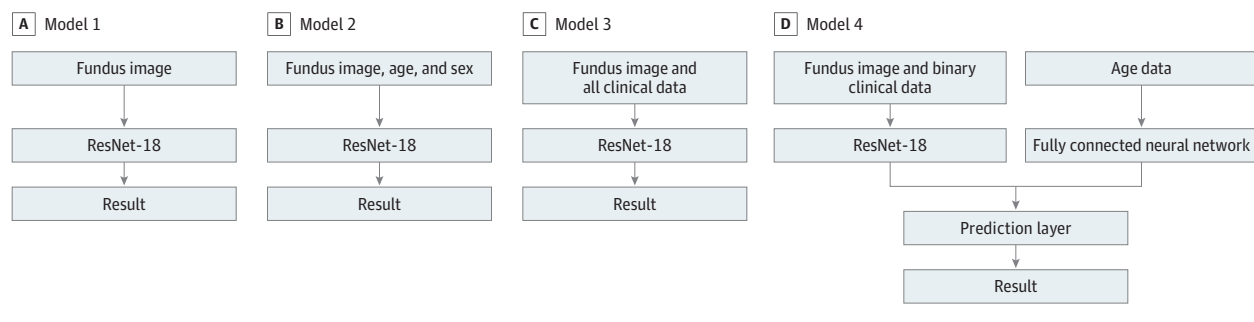 A Model 1
Fundus image
ResNet-18
Result
B Model 2
Fundus image, age, and sex
ResNet-18
Result
C Model 3
Fundus image and
all clinical data
ResNet-18
Result
D Model 4
Fundus image and binary
clinical data
Age data
ResNet-18
Fully connected neural network
Prediction layer
Result